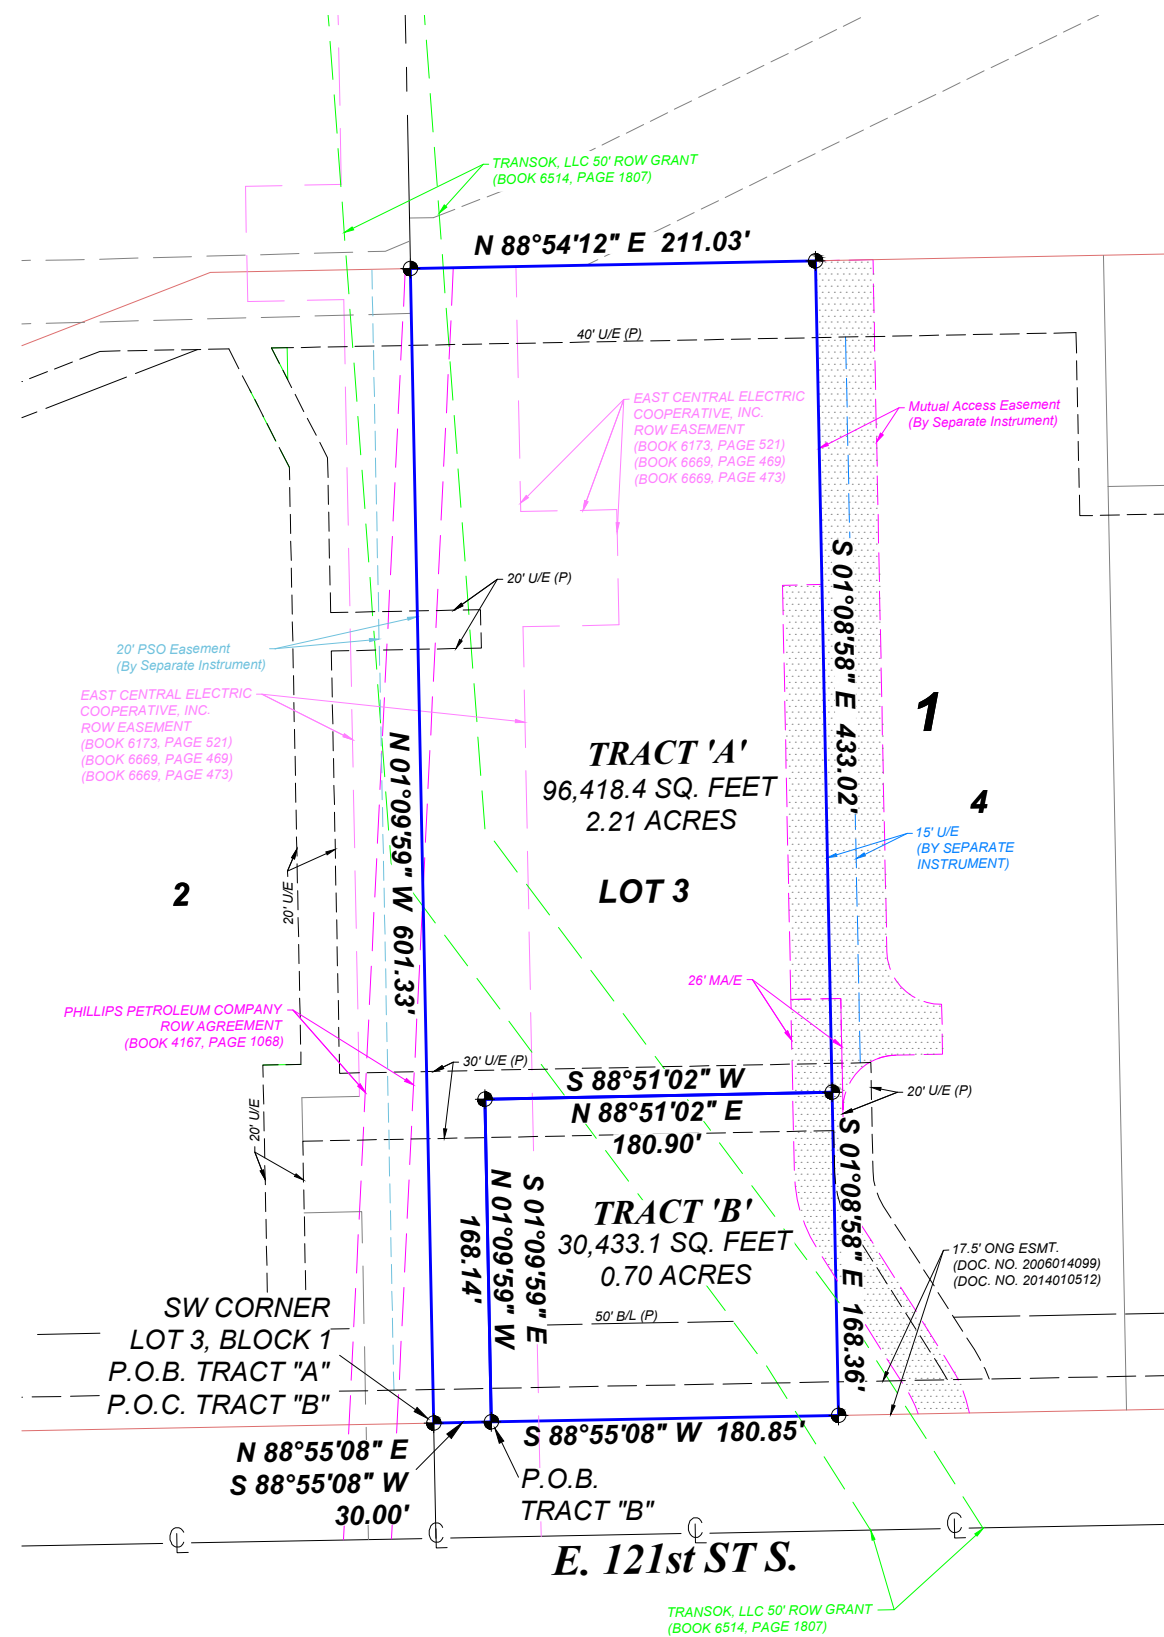 TRANSOK, LLC 50' ROW GRANT
(BOOK 6514, PAGE 1807)
N 88°54'12" E 211.03'
40' U/E (P)
EAST CENTRAL ELECTRIC
COOPERATIVE, INC.
ROW EASEMENT
(BOOK 6173, PAGE 521)
(BOOK 6669, PAGE 469)
(BOOK 6669, PAGE 473)
Mutual Access Easement
(By Separate Instrument)
S 01°08'58" E 433.02'
20' U/E (P)
20' PSO Easement
(By Separate Instrument)
EAST CENTRAL ELECTRIC
COOPERATIVE, INC.
ROW EASEMENT
(BOOK 6173, PAGE 521)
(BOOK 6669, PAGE 469)
(BOOK 6669, PAGE 473)
N 01°09'59" W 601.33'
TRACT 'A'
96,418.4 SQ. FEET
2.21 ACRES
1
4
15' U/E
(BY SEPARATE
INSTRUMENT)
LOT 3
2
20' U/E
26' MA/E
PHILLIPS PETROLEUM COMPANY
ROW AGREEMENT
(BOOK 4167, PAGE 1068)
30' U/E (P)
S 88°51'02" W
N 88°51'02" E
180.90'
20' U/E (P)
20' U/E
S 01°08'58" E 168.36'
168.14'
N 01°09'59" W
S 01°09'59" E
TRACT 'B'
30,433.1 SQ. FEET
0.70 ACRES
17.5' ONG ESMT.
(DOC. NO. 2006014099)
(DOC. NO. 2014010512)
50' B/L (P)
SW CORNER
LOT 3, BLOCK 1
P.O.B. TRACT "A"
P.O.C. TRACT "B"
S 88°55'08" W 180.85'
N 88°55'08" E
S 88°55'08" W
30.00'
P.O.B.
TRACT "B"
℄ ℄ ℄ ℄
E. 121st ST S.
TRANSOK, LLC 50' ROW GRANT
(BOOK 6514, PAGE 1807)